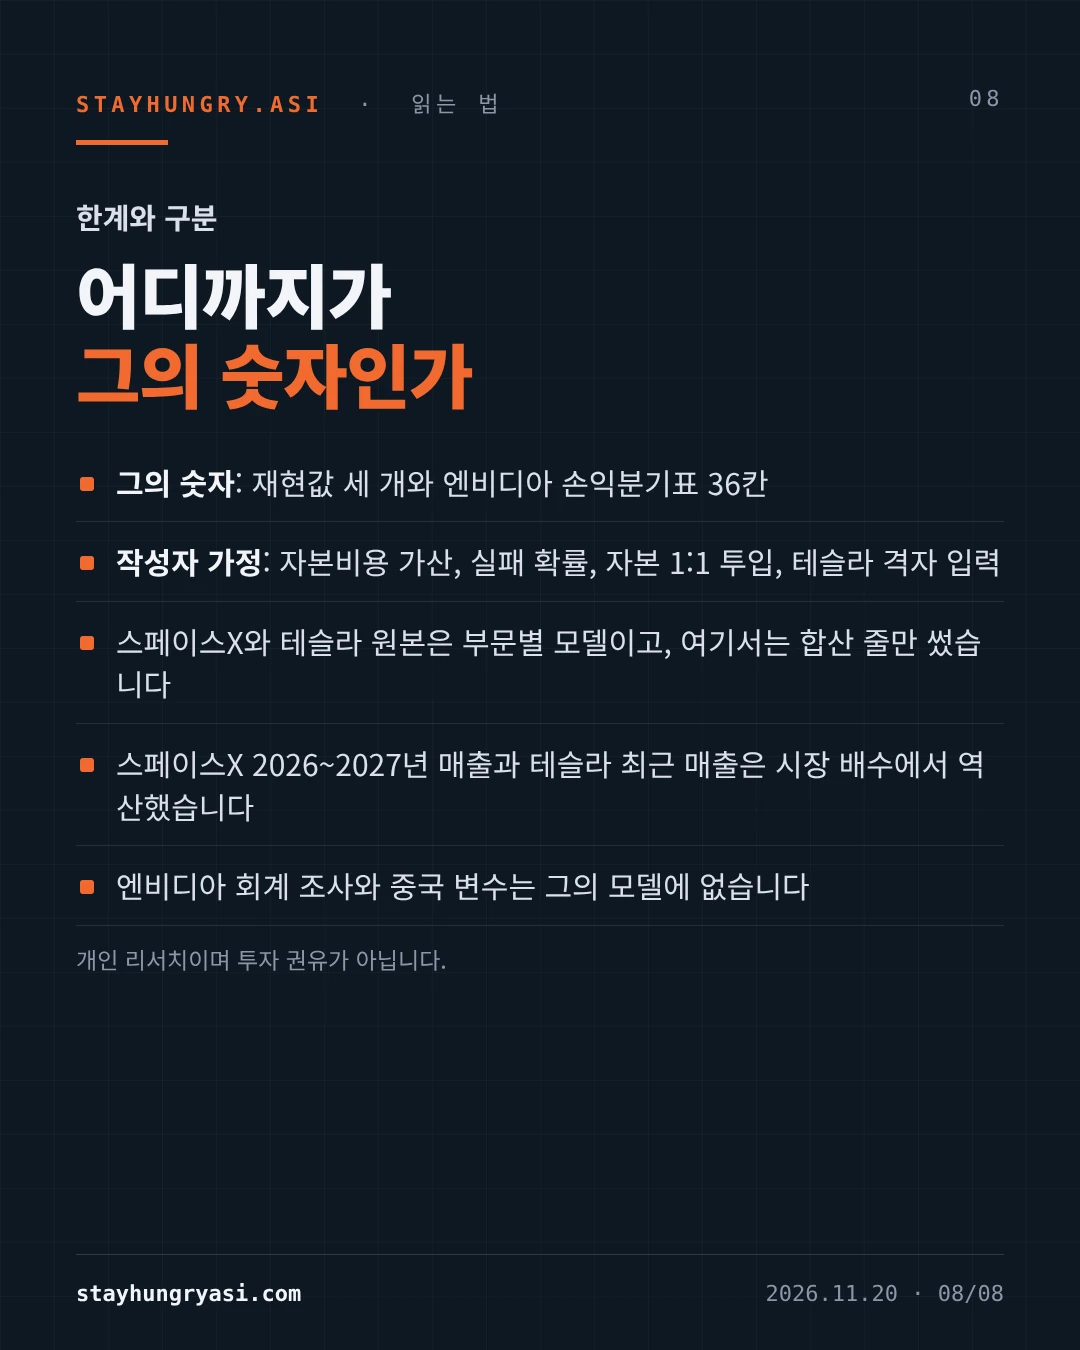 STAYHUNGRY.ASI · 읽는 법
08
한계와 구분
어디까지가
그의 숫자인가
그의 숫자: 재현값 세 개와 엔비디아 손익분기표 36칸
작성자 가정: 자본비용 가산, 실패 확률, 자본 1:1 투입, 테슬라 격자 입력
스페이스X와 테슬라 원본은 부문별 모델이고, 여기서는 합산 줄만 썼습
니다
스페이스X 2026~2027년 매출과 테슬라 최근 매출은 시장 배수에서 역
산했습니다
엔비디아 회계 조사와 중국 변수는 그의 모델에 없습니다
개인 리서치이며 투자 권유가 아닙니다.
stayhungryasi.com
2026.11.20 · 08/08